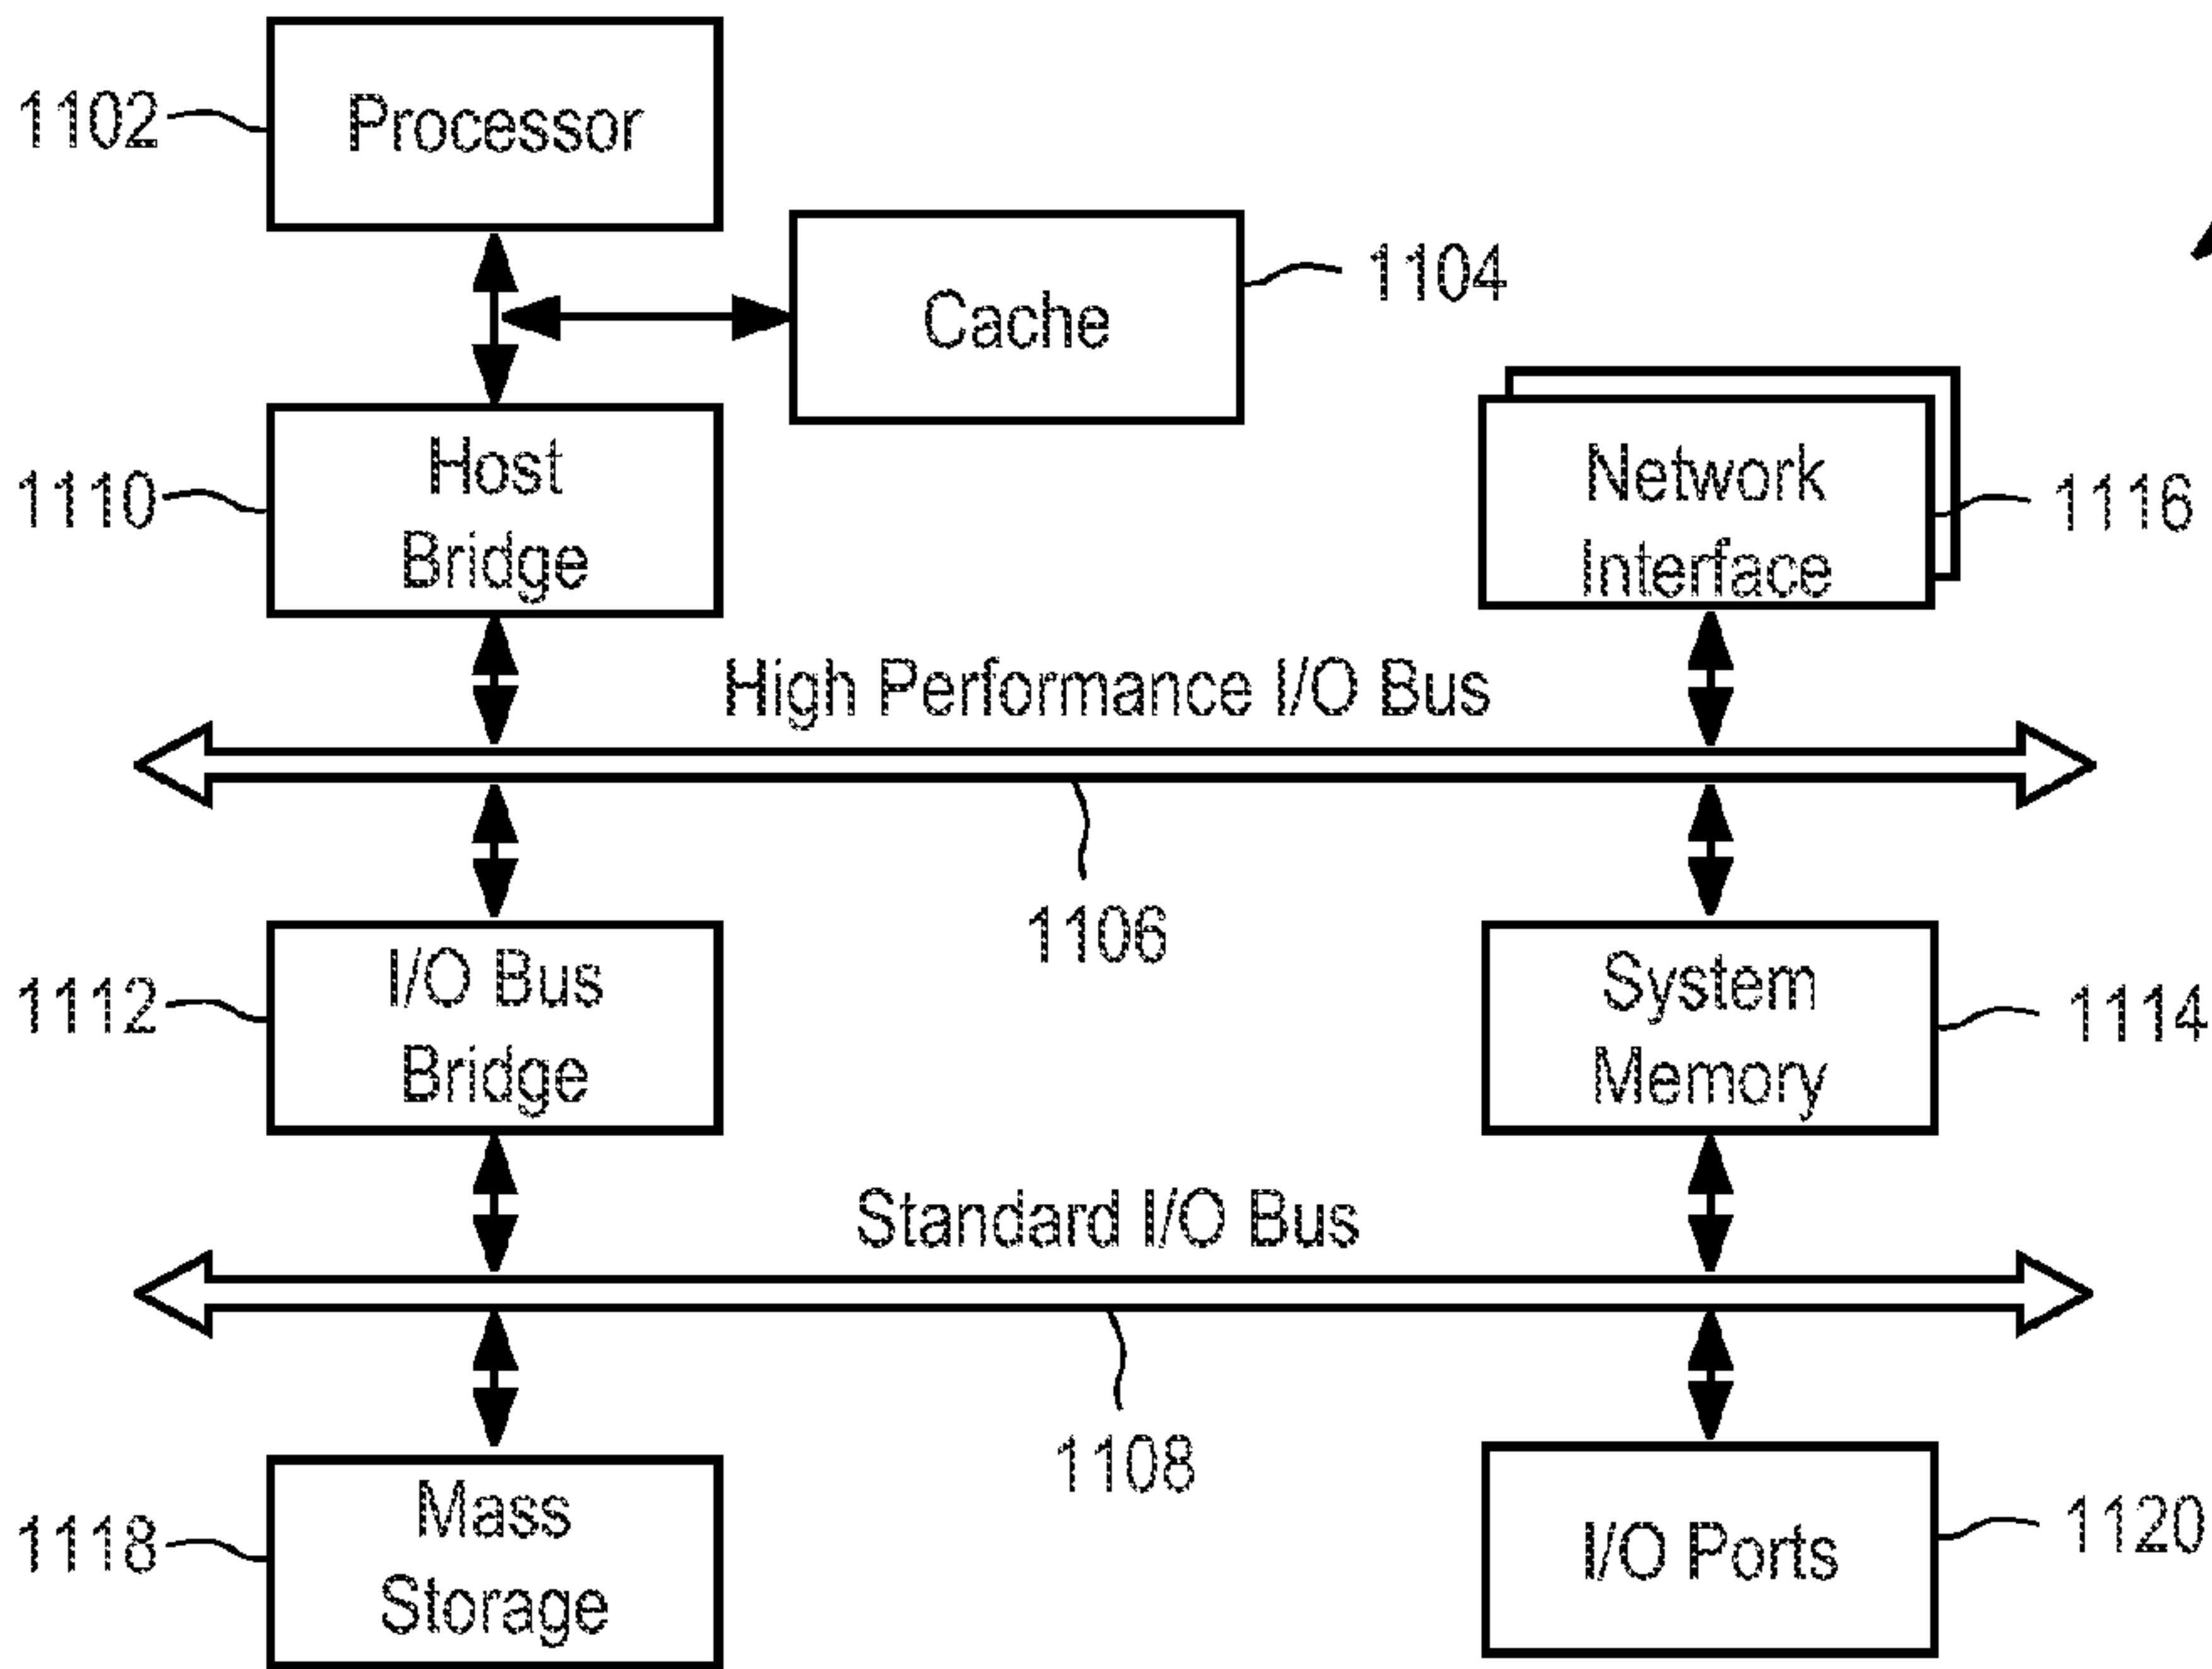 1102
Processor
Cache
1104
1110
Host
Bridge
Network
Interface
1116
High Performance I/O Bus
1106
1112
I/O Bus
Bridge
System
Memory
1114
Standard I/O Bus
1108
1118
Mass
Storage
I/O Ports
1120